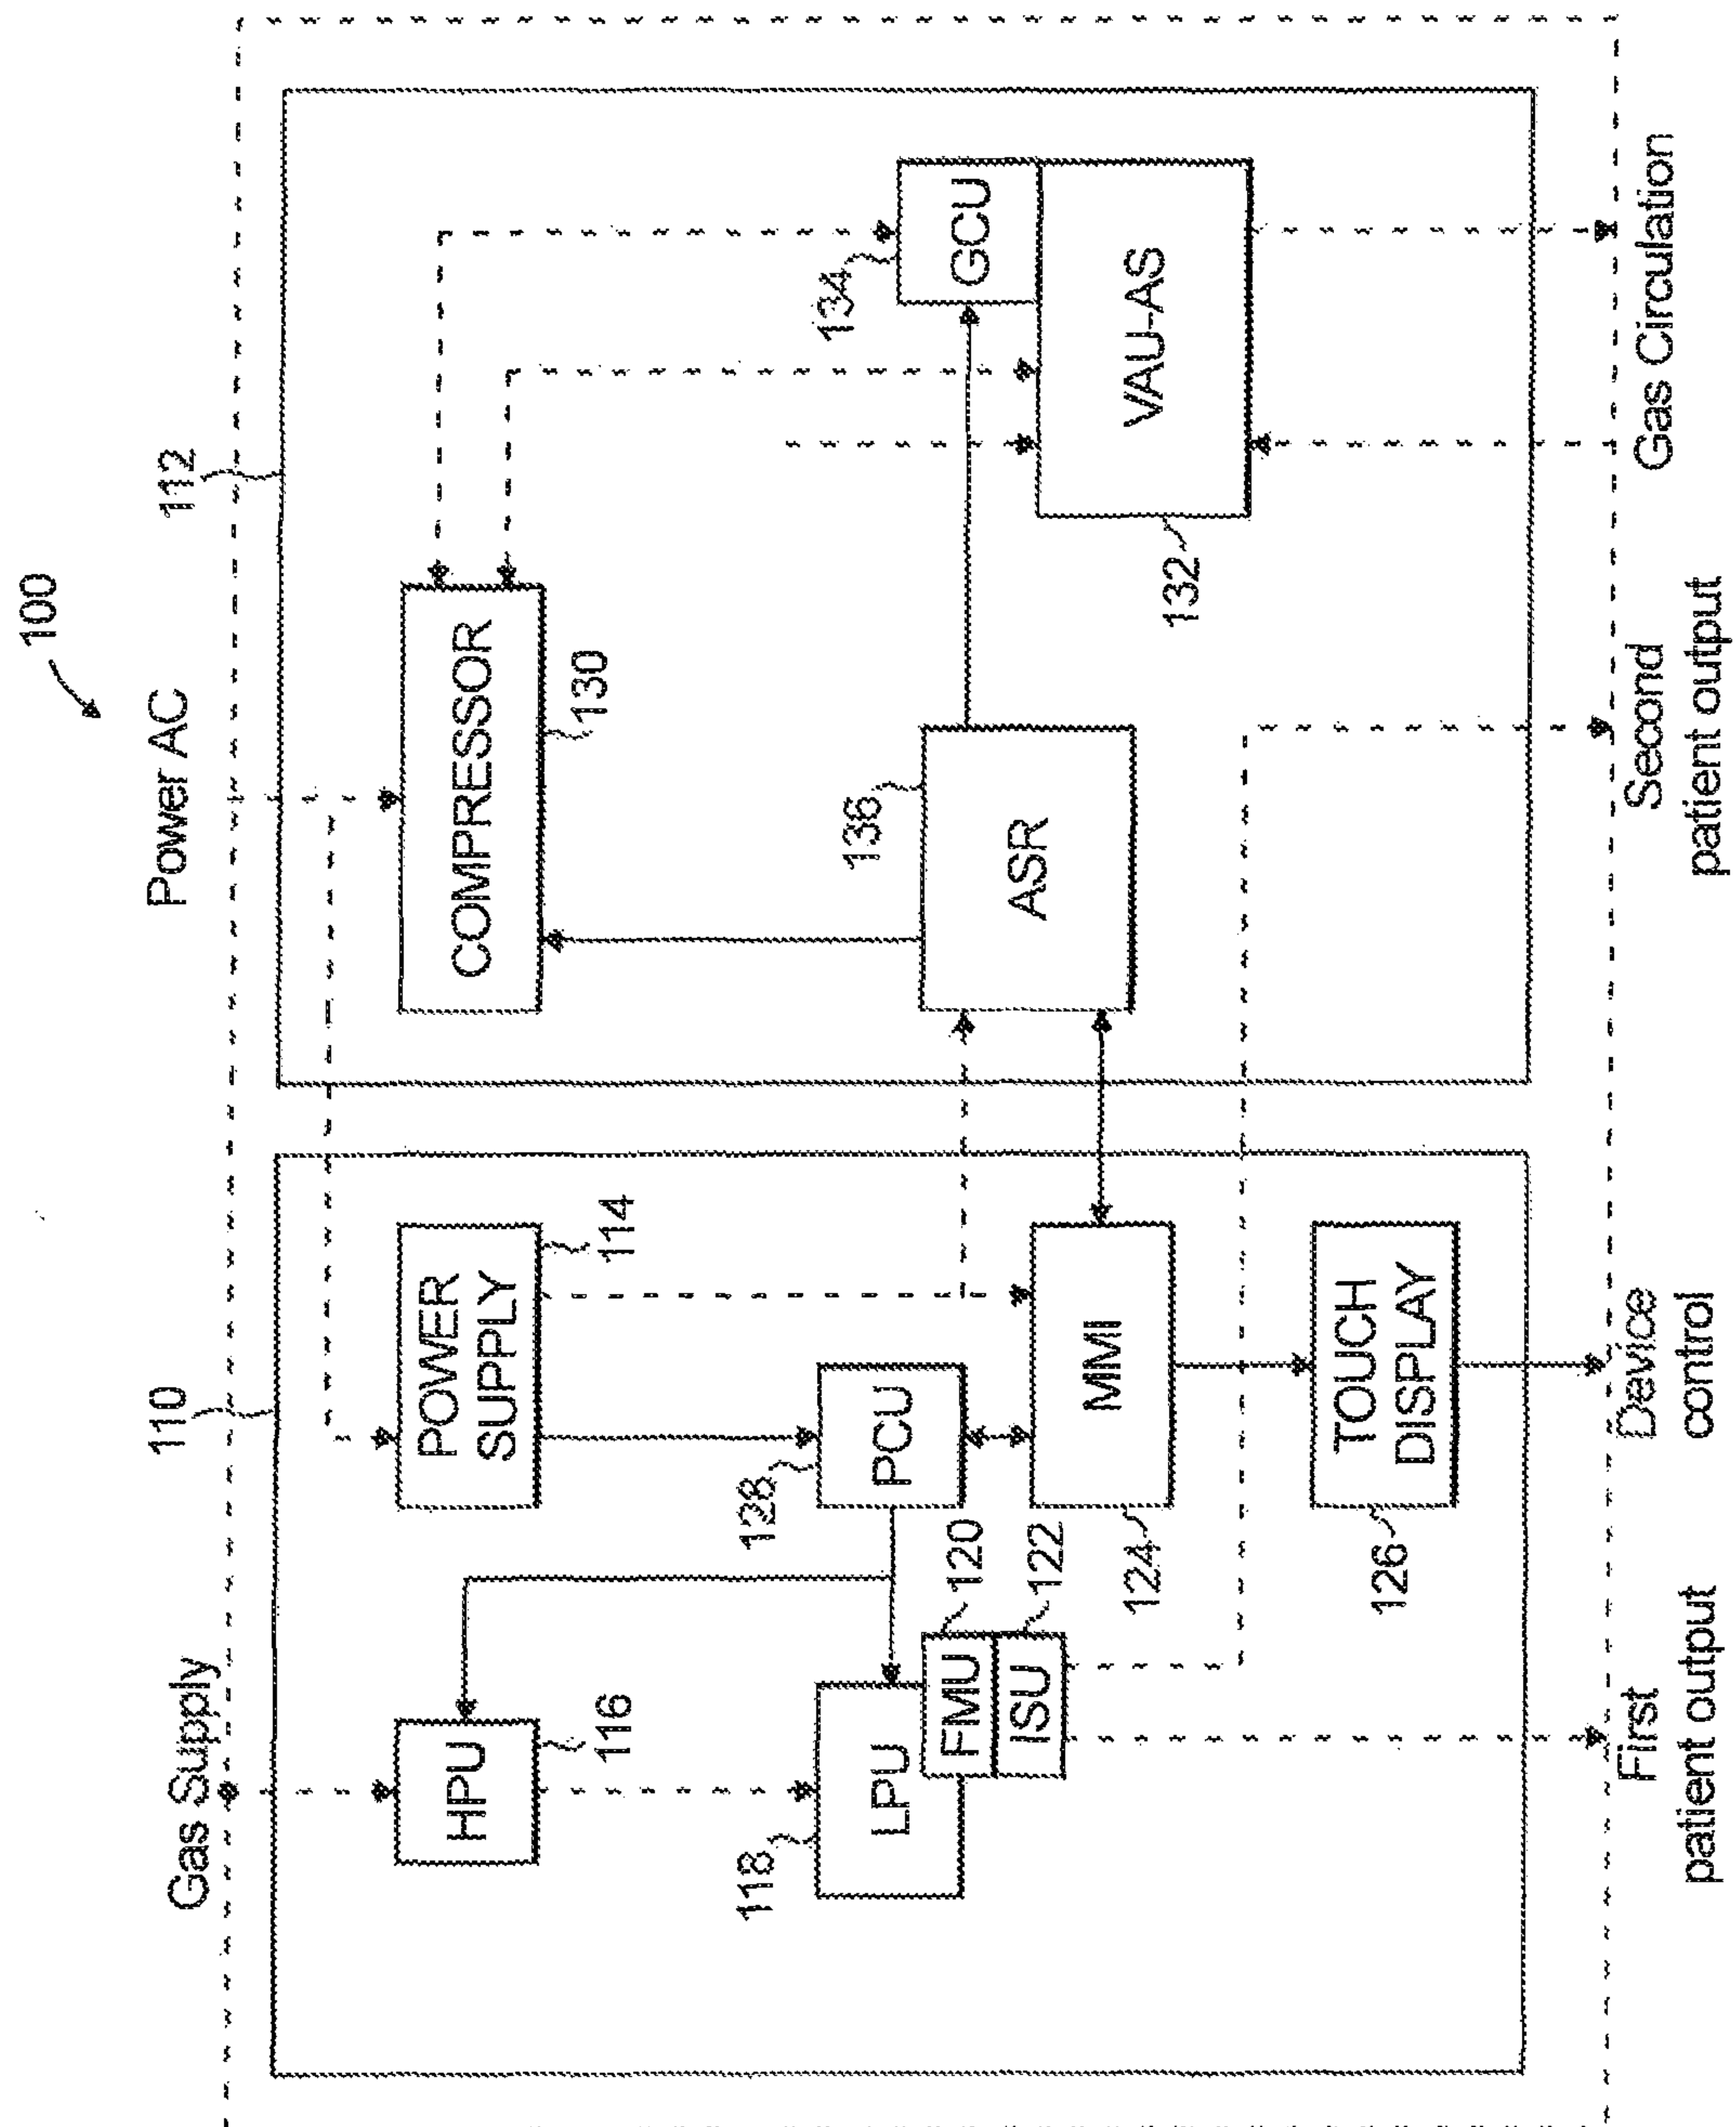 100
Gas Supply
Power AC
110
112
HPU
116
POWER
SUPPLY
114
COMPRESSOR
130
118
LPU
FMU
120
ISU
122
128
PCU
MMI
124
136
ASR
134
GCU
VAU-AS
132
TOUCH
DISPLAY
126
First
patient output
Device
control
Second
patient output
Gas Circulation